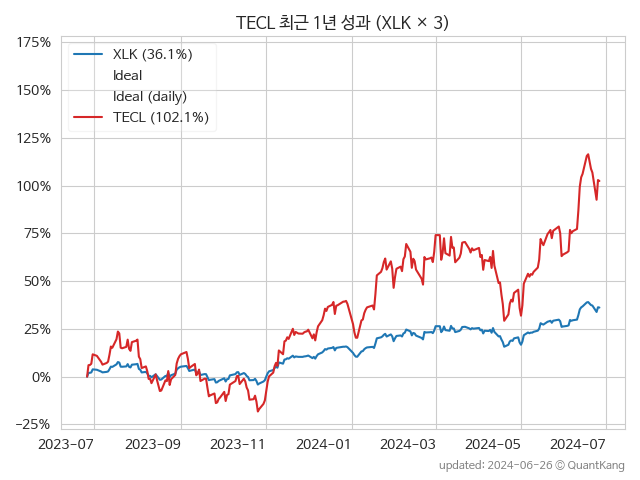 TECL 최근 1년 성과 (XLK × 3)
175%
150%
125%
100%
75%
50%
25%
0%
−25%
XLK (36.1%)
Ideal
Ideal (daily)
TECL (102.1%)
2023-07 2023-09 2023-11 2024-01 2024-03 2024-05 2024-07
updated: 2024-06-26 © QuantKang